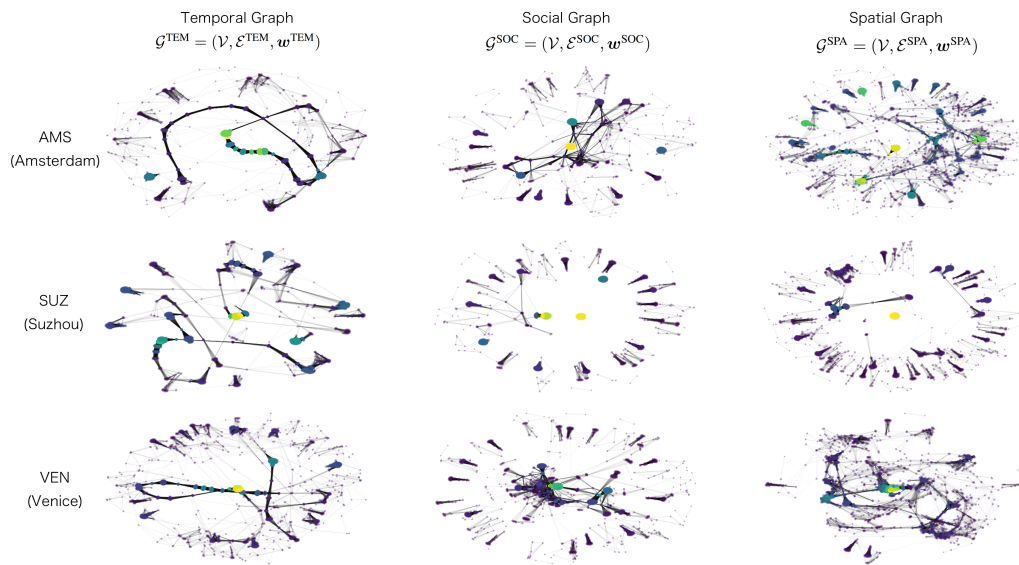 Temporal Graph
𝒢^TEM = (𝒱, ℰ^TEM, 𝒘^TEM)
Social Graph
𝒢^SOC = (𝒱, ℰ^SOC, 𝒘^SOC)
Spatial Graph
𝒢^SPA = (𝒱, ℰ^SPA, 𝒘^SPA)
AMS
(Amsterdam)
SUZ
(Suzhou)
VEN
(Venice)